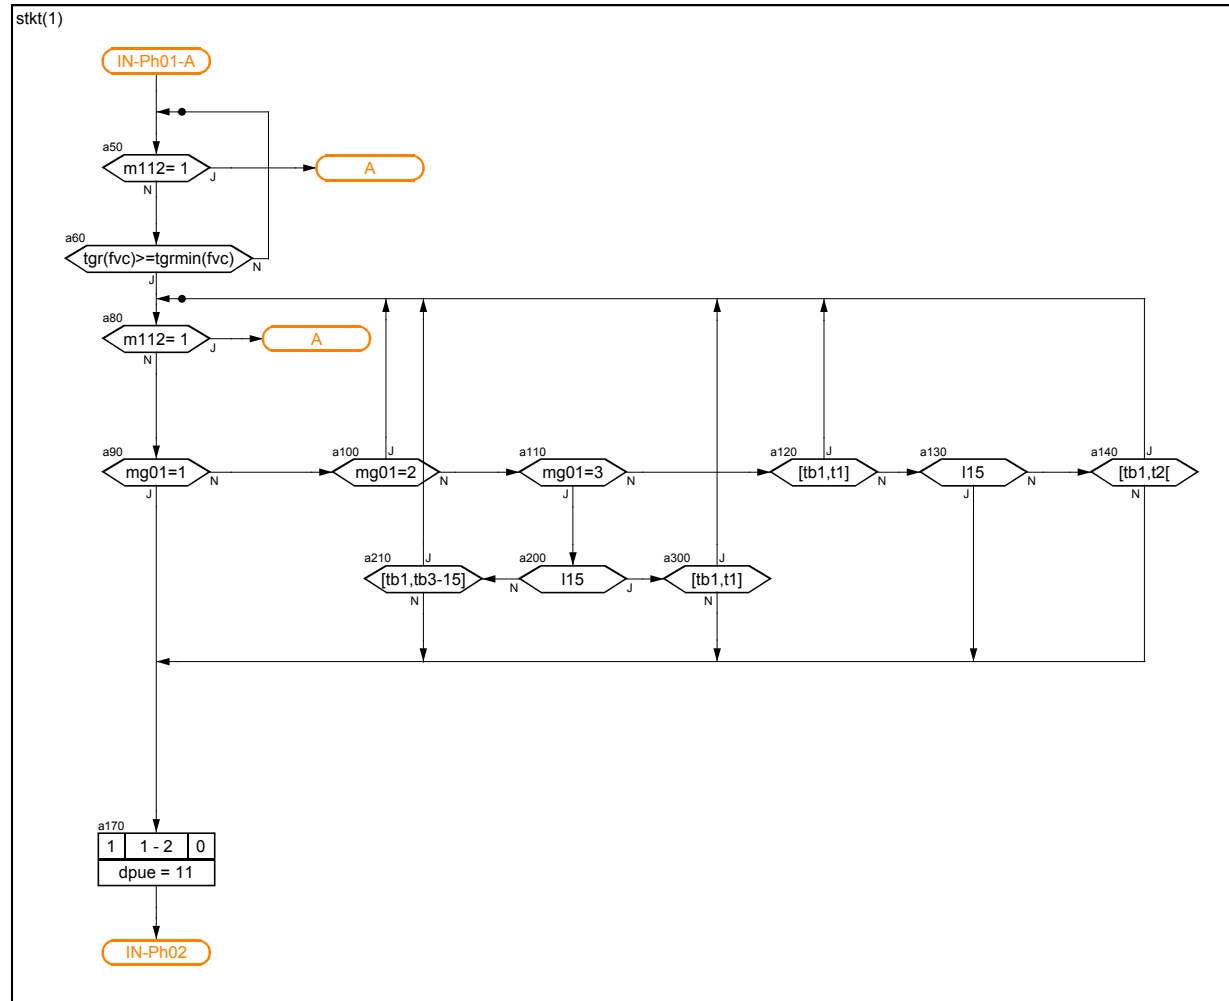 stkt(1)
IN-Ph01-A
a50
m112= 1
J
A
N
a60
tgr(fvc)>=tgrmin(fvc)
N
J
a80
m112= 1
J
A
N
a90
mg01=1
N
J
a100
J
mg01=2
N
a110
mg01=3
N
J
a120
J
[tb1,t1]
N
a130
l15
N
J
a140
J
[tb1,t2[
N
a210
J
[tb1,tb3-15]
N
a200
l15
N
J
a300
J
[tb1,t1]
N
a170
1 1 - 2 0
dpue = 11
IN-Ph02